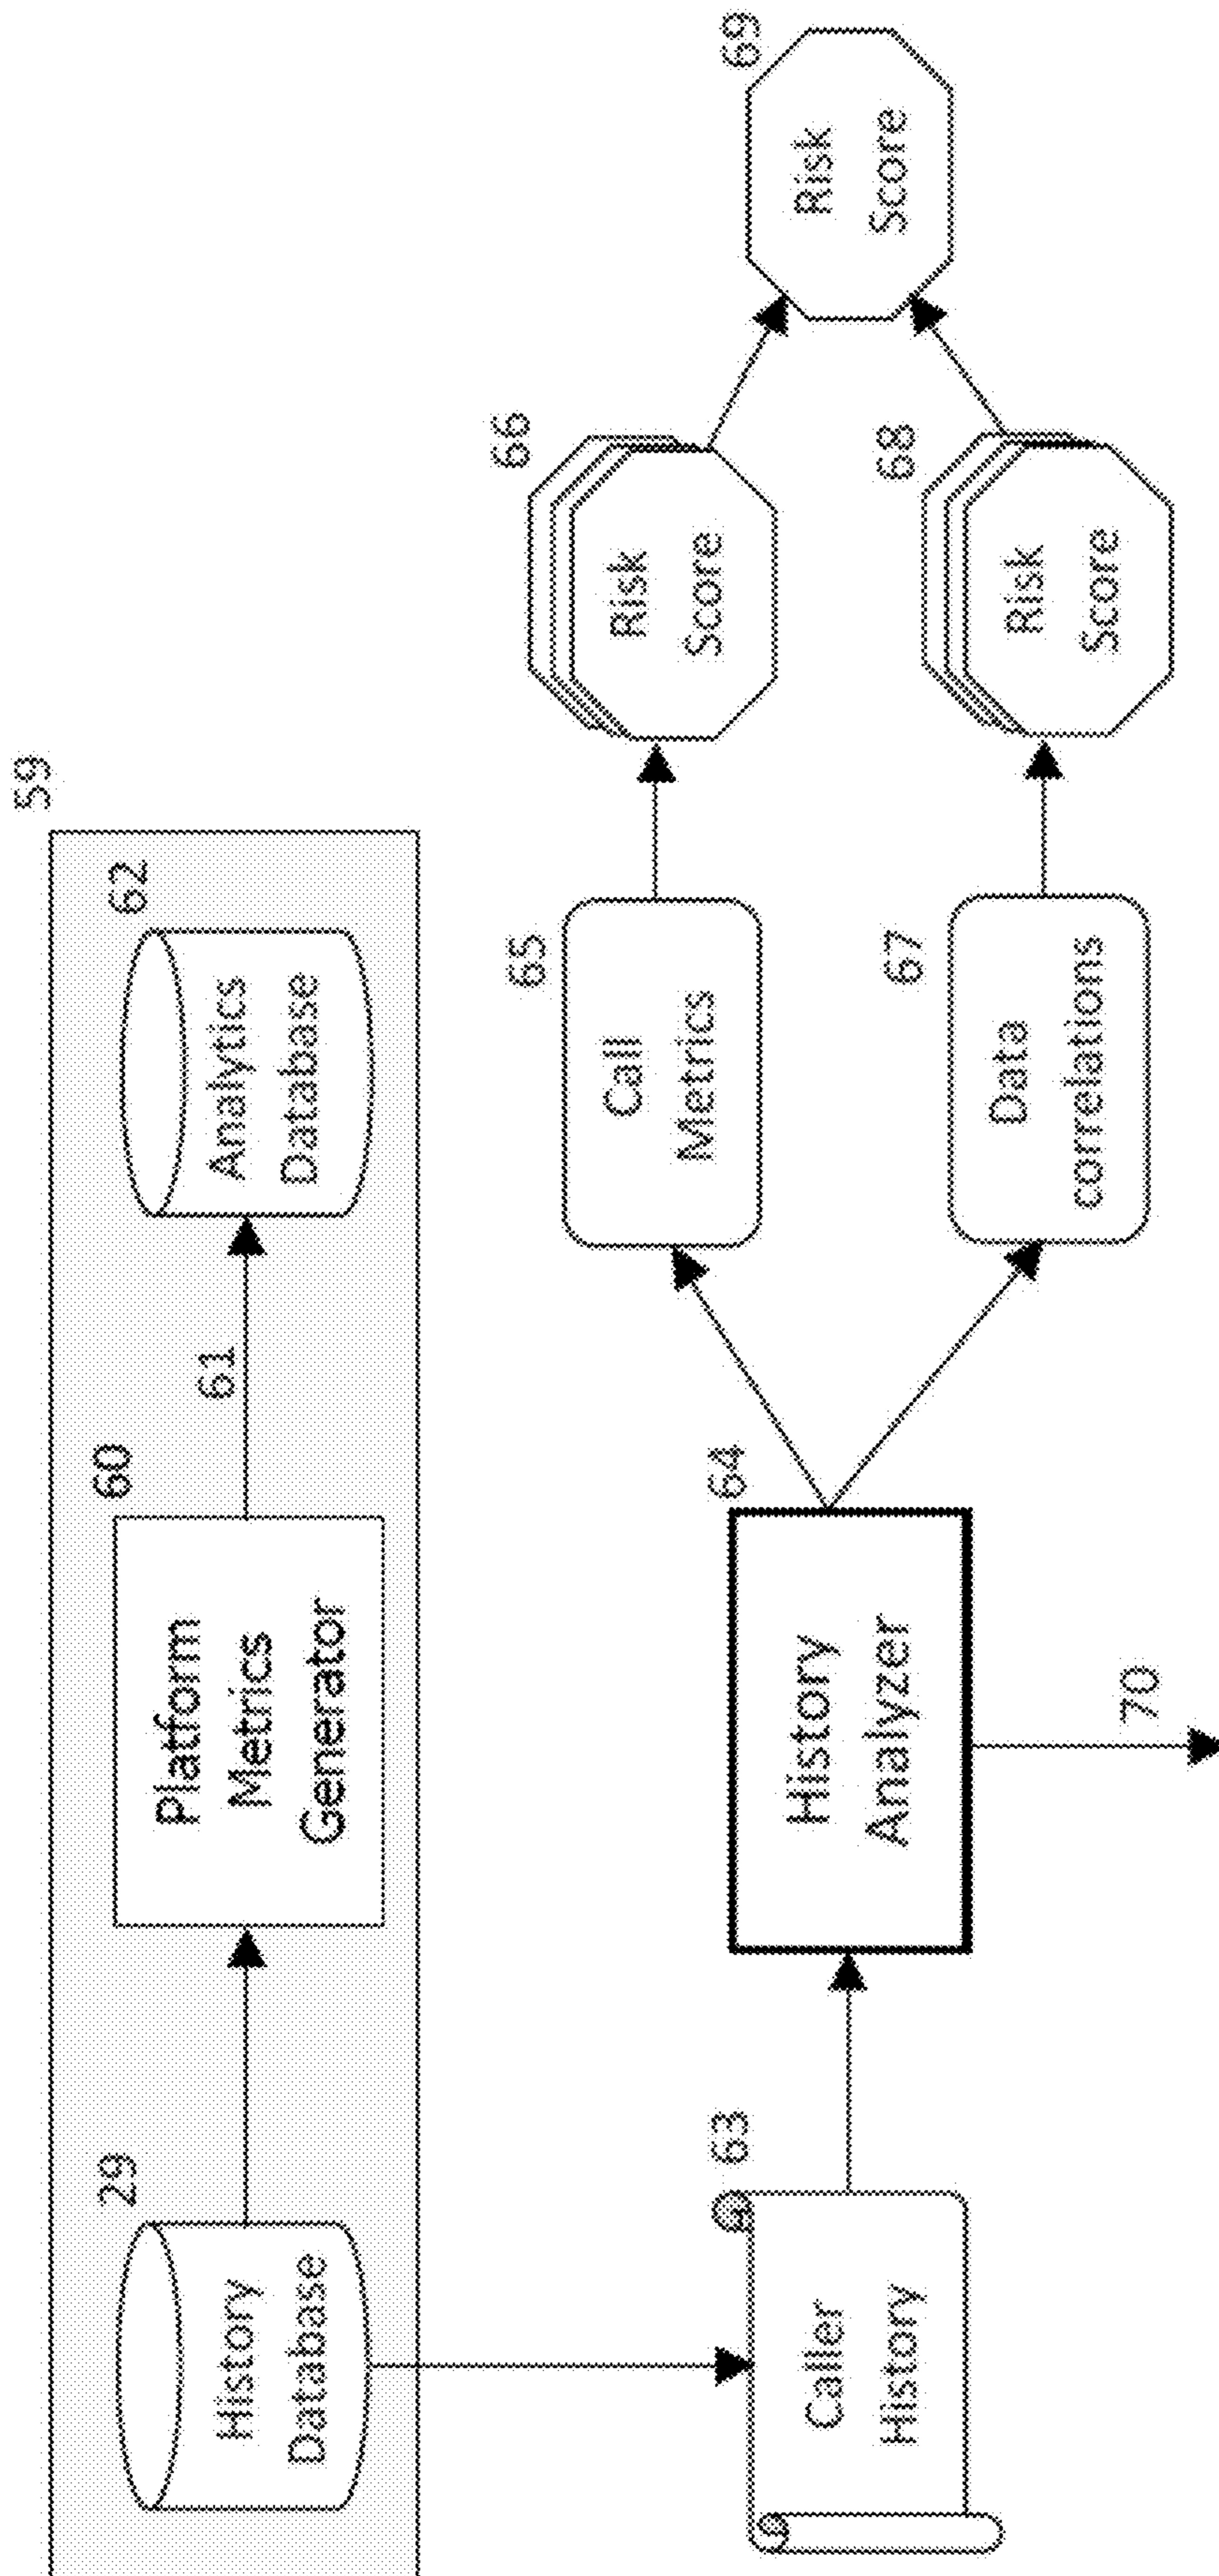 59
29
History
Database
60
Platform
Metrics
Generator
61
62
Analytics
Database
63
Caller
History
64
History
Analyzer
70
65
Call
Metrics
66
Risk
Score
67
Data
correlations
68
Risk
Score
69
Risk
Score